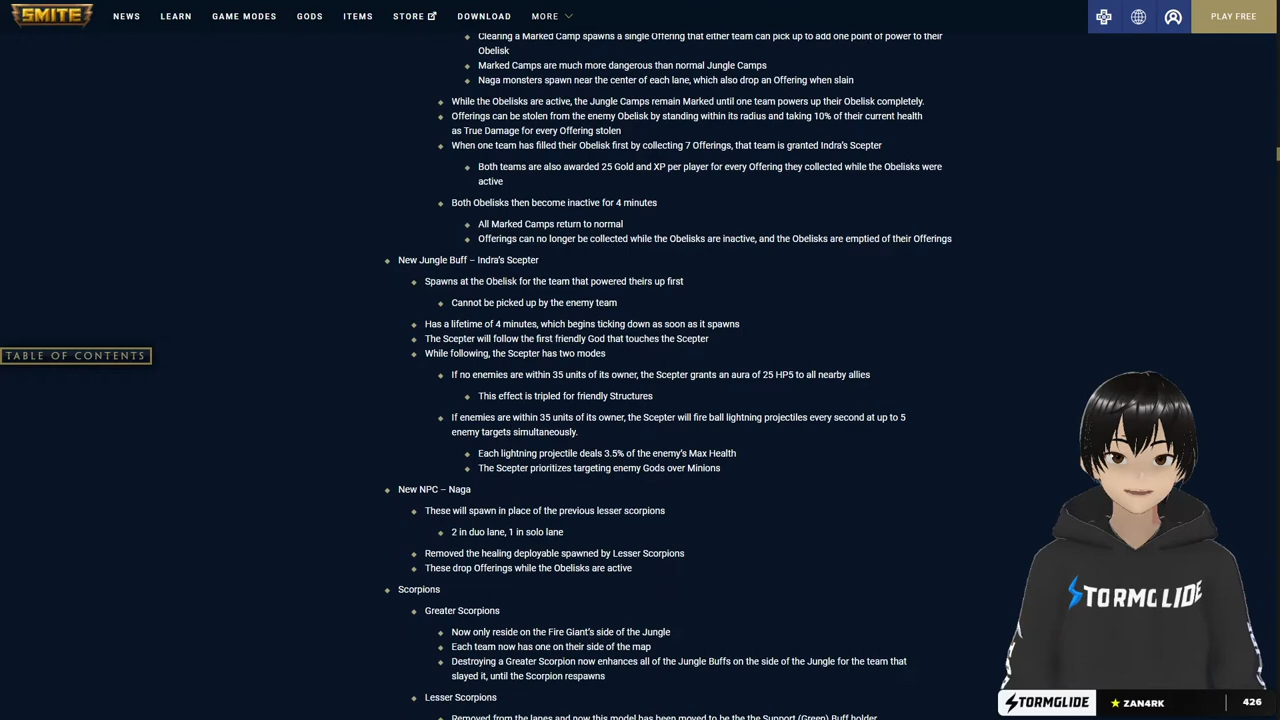 SMITE
NEWS
LEARN
GAME MODES
GODS
ITEMS
STORE
DOWNLOAD
MORE
PLAY FREE
Clearing a Marked Camp spawns a single Offering that either team can pick up to add one point of power to their
Obelisk
Marked Camps are much more dangerous than normal Jungle Camps
Naga monsters spawn near the center of each lane, which also drop an Offering when slain
While the Obelisks are active, the Jungle Camps remain Marked until one team powers up their Obelisk completely.
Offerings can be stolen from the enemy Obelisk by standing within its radius and taking 10% of their current health
as True Damage for every Offering stolen
When one team has filled their Obelisk first by collecting 7 Offerings, that team is granted Indra's Scepter
Both teams are also awarded 25 Gold and XP per player for every Offering they collected while the Obelisks were
active
Both Obelisks then become inactive for 4 minutes
All Marked Camps return to normal
Offerings can no longer be collected while the Obelisks are inactive, and the Obelisks are emptied of their Offerings
New Jungle Buff – Indra's Scepter
Spawns at the Obelisk for the team that powered theirs up first
Cannot be picked up by the enemy team
Has a lifetime of 4 minutes, which begins ticking down as soon as it spawns
The Scepter will follow the first friendly God that touches the Scepter
While following, the Scepter has two modes
TABLE OF CONTENTS
If no enemies are within 35 units of its owner, the Scepter grants an aura of 25 HP5 to all nearby allies
This effect is tripled for friendly Structures
If enemies are within 35 units of its owner, the Scepter will fire ball lightning projectiles every second at up to 5
enemy targets simultaneously.
Each lightning projectile deals 3.5% of the enemy's Max Health
The Scepter prioritizes targeting enemy Gods over Minions
New NPC – Naga
These will spawn in place of the previous lesser scorpions
2 in duo lane, 1 in solo lane
Removed the healing deployable spawned by Lesser Scorpions
These drop Offerings while the Obelisks are active
Scorpions
Greater Scorpions
Now only reside on the Fire Giant's side of the Jungle
Each team now has one on their side of the map
Destroying a Greater Scorpion now enhances all of the Jungle Buffs on the side of the Jungle for the team that
slayed it, until the Scorpion respawns
Lesser Scorpions
Removed from the lanes and now this model has been moved to be the the Support (Green) Buff holder
STORMGLIDE
STORMGLIDE
ZAN4RK
426